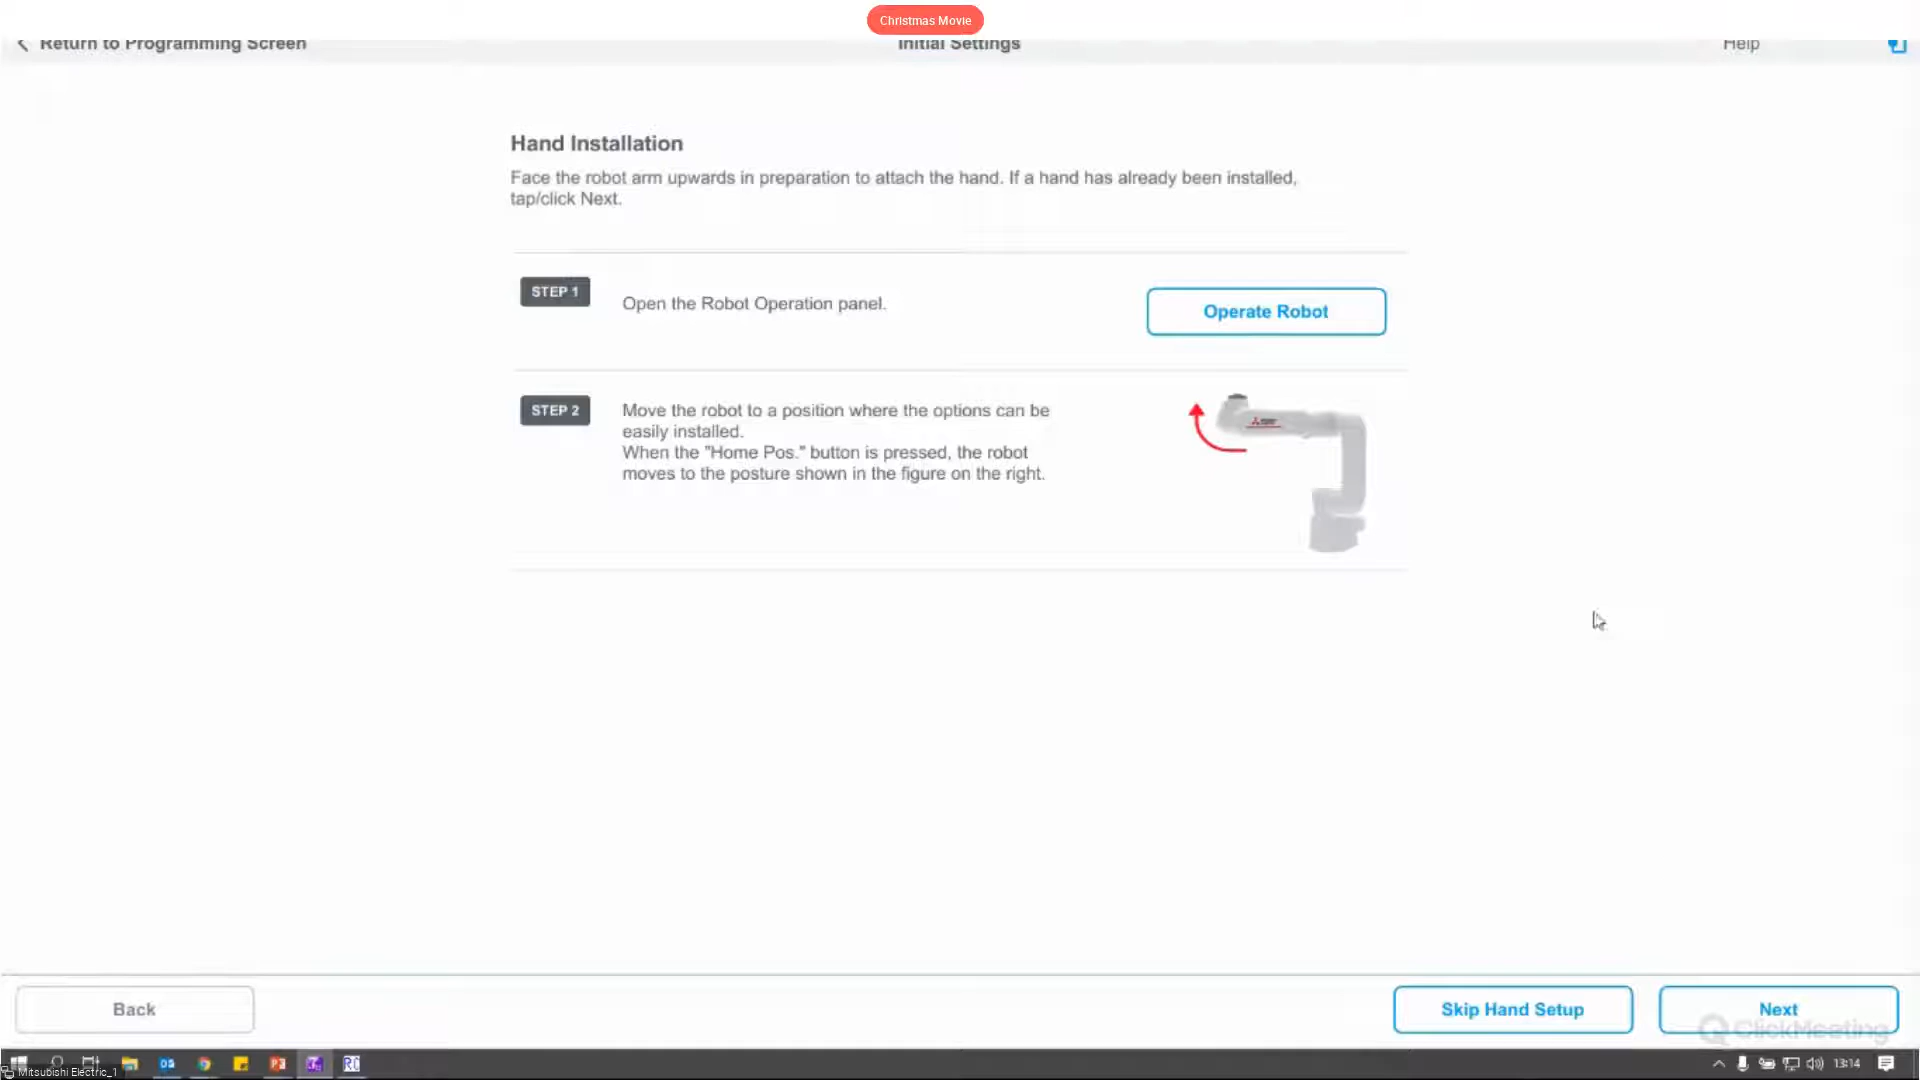 Christmas Movie
Return to Programming Screen
Initial Settings
Help
Hand Installation
Face the robot arm upwards in preparation to attach the hand. If a hand has already been installed,
tap/click Next.
STEP 1
Open the Robot Operation panel.
Operate Robot
STEP 2
Move the robot to a position where the options can be
easily installed.
When the "Home Pos." button is pressed, the robot
moves to the posture shown in the figure on the right.
Back
Skip Hand Setup
Next
ClickMeeting
Mitsubishi Electric_1
13:14